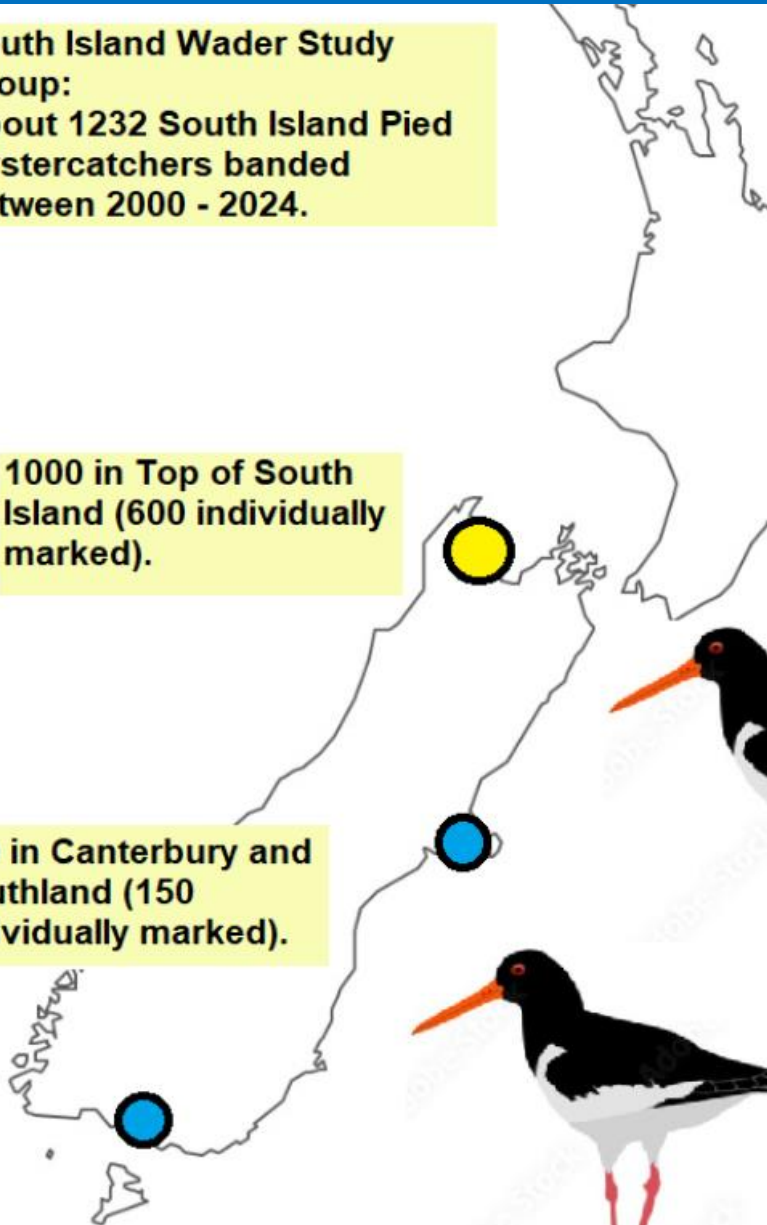 uth Island Wader Study
oup:
out 1232 South Island Pied
stercatchers banded
tween 2000 - 2024.
1000 in Top of South
Island (600 individually
marked).
in Canterbury and
uthland (150
vidually marked).